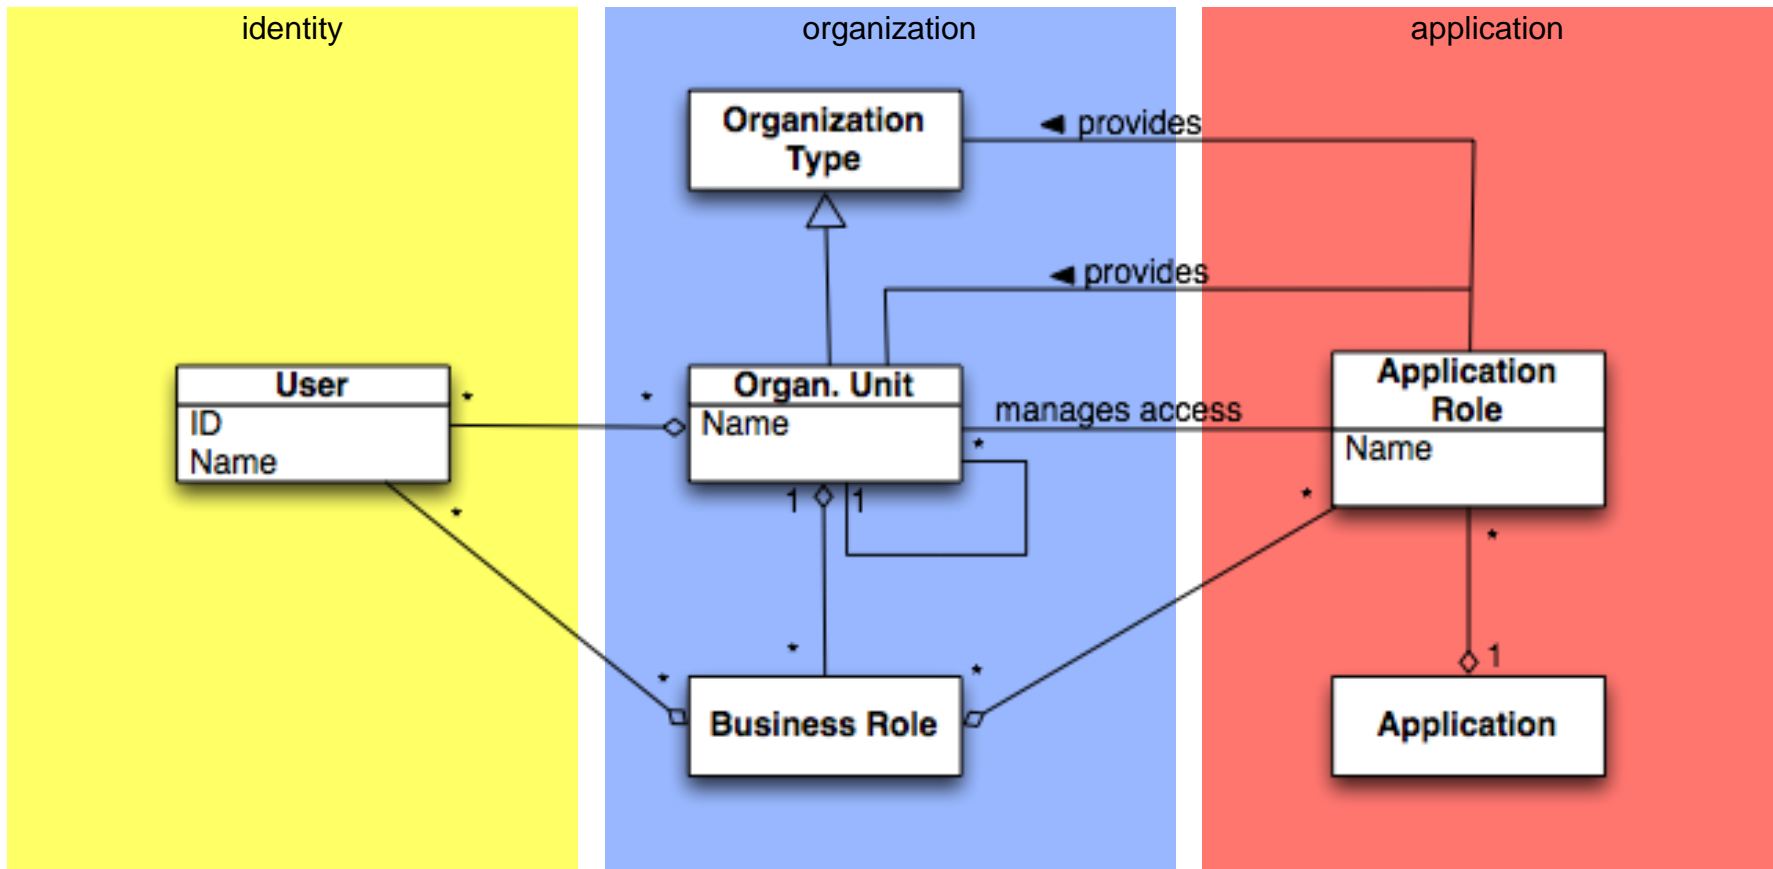 identity
organization
application
Organization
Type
◀ provides
◀ provides
User
ID
Name
*
*
Organ. Unit
Name
manages access
*
1
1
Application
Role
Name
*
*
*
*
*
*
1
Business Role
Application